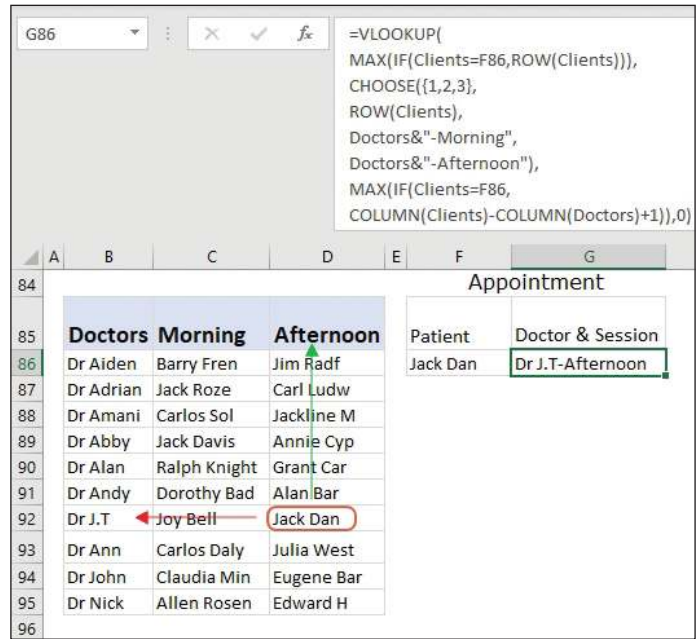 G86 fx =VLOOKUP(
MAX(IF(Clients=F86,ROW(Clients))),
CHOOSE({1,2,3},
ROW(Clients),
Doctors&"-Morning",
Doctors&"-Afternoon"),
MAX(IF(Clients=F86,
COLUMN(Clients)-COLUMN(Doctors)+1)),0)
A B C D E F G
84 Appointment
85 Doctors Morning Afternoon Patient Doctor & Session
86 Dr Aiden Barry Fren Jim Radf Jack Dan Dr J.T-Afternoon
87 Dr Adrian Jack Roze Carl Ludw
88 Dr Amani Carlos Sol Jackline M
89 Dr Abby Jack Davis Annie Cyp
90 Dr Alan Ralph Knight Grant Car
91 Dr Andy Dorothy Bad Alan Bar
92 Dr J.T Joy Bell Jack Dan
93 Dr Ann Carlos Daly Julia West
94 Dr John Claudia Min Eugene Bar
95 Dr Nick Allen Rosen Edward H
96